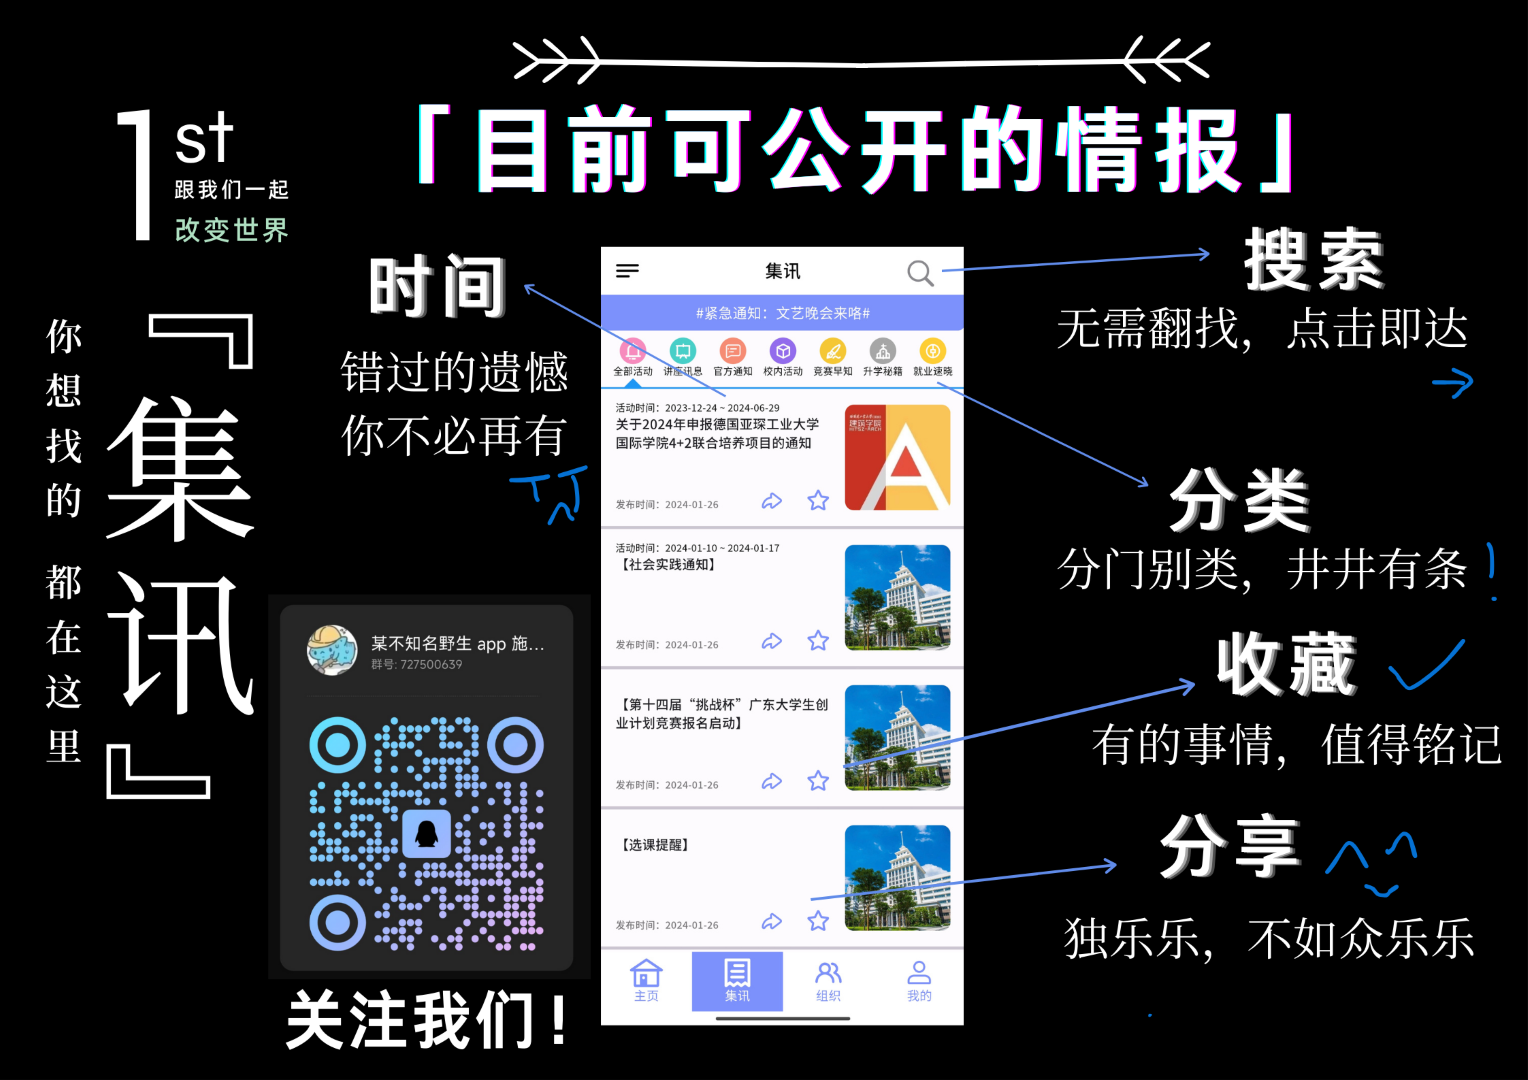 1st
跟我们一起
改变世界
「目前可公开的情报」
你想找的 都在这里
『集讯』
时间
错过的遗憾
你不必再有
搜索
无需翻找，点击即达
分类
分门别类，井井有条
收藏
有的事情，值得铭记
分享
独乐乐，不如众乐乐
集讯
#紧急通知：文艺晚会来咯#
全部活动 讲座讯息 官方通知 校内活动 竞赛早知 升学秘籍 就业速晓
活动时间：2023-12-24 ~ 2024-06-29
关于2024年申报德国亚琛工业大学
国际学院4+2联合培养项目的通知
发布时间：2024-01-26
建筑学院
HITSZ-ARCH
活动时间：2024-01-10 ~ 2024-01-17
【社会实践通知】
发布时间：2024-01-26
【第十四届“挑战杯”广东大学生创
业计划竞赛报名启动】
发布时间：2024-01-26
【选课提醒】
发布时间：2024-01-26
主页 集讯 组织 我的
某不知名野生 app 施...
群号: 727500639
关注我们！